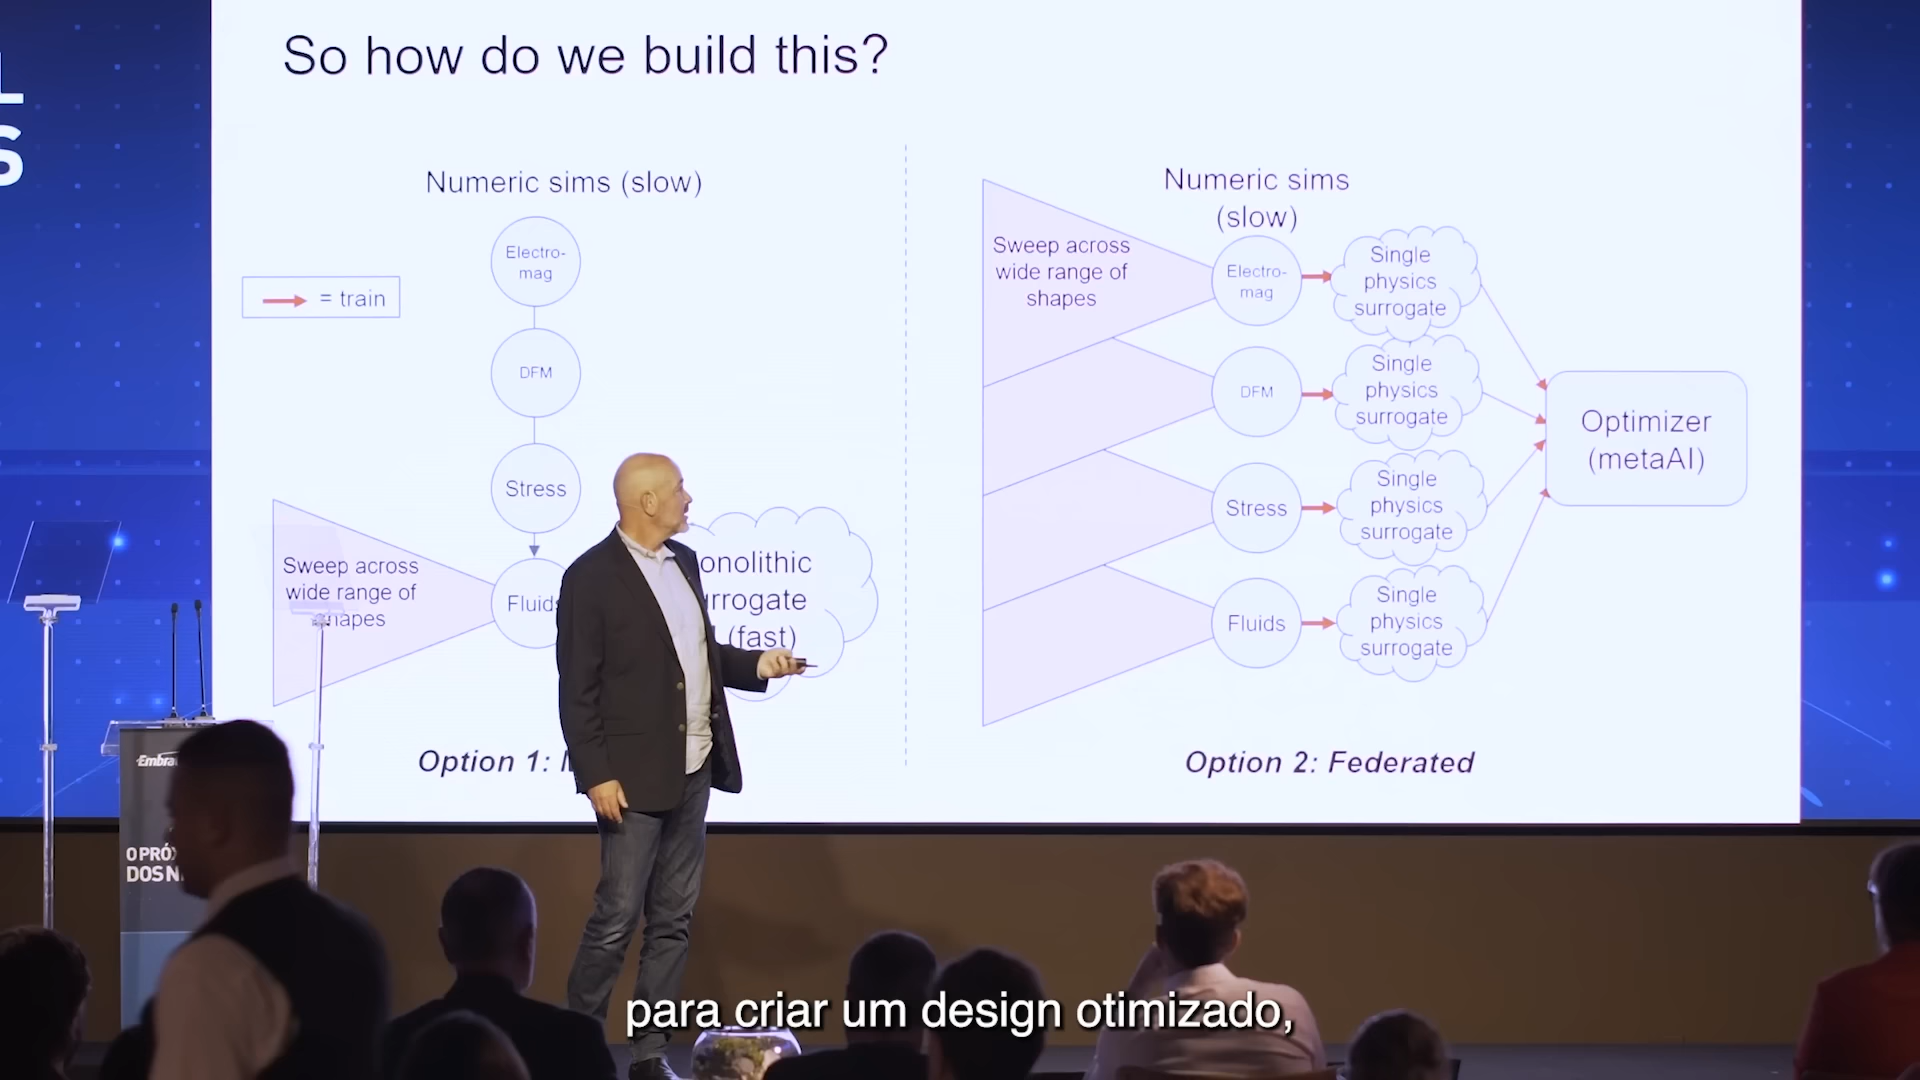 L
S
So how do we build this?
Numeric sims (slow)
Electro-
mag
DFM
Stress
Fluids
= train
Sweep across
wide range of
shapes
onolithic
rrogate
(fast)
Option 1:
Numeric sims
(slow)
Sweep across
wide range of
shapes
Electro-
mag
Single
physics
surrogate
DFM
Single
physics
surrogate
Stress
Single
physics
surrogate
Fluids
Single
physics
surrogate
Optimizer
(metaAI)
Option 2: Federated
Embra
O PRÓX
DOS N
para criar um design otimizado,